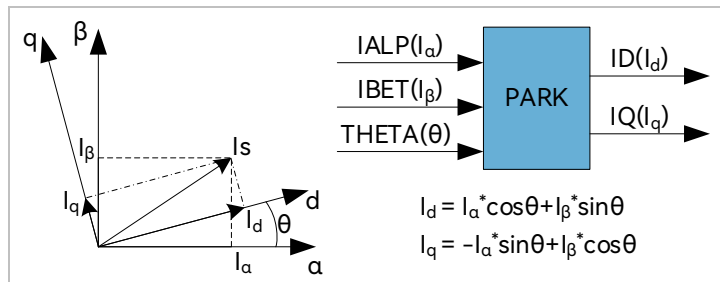 q
β
Iβ
Is
Iq
Id
d
θ
Iα
α
IALP(Iα)
IBET(Iβ)
THETA(θ)
PARK
ID(Id)
IQ(Iq)
Id = Iα*cosθ+Iβ*sinθ
Iq = -Iα*sinθ+Iβ*cosθ